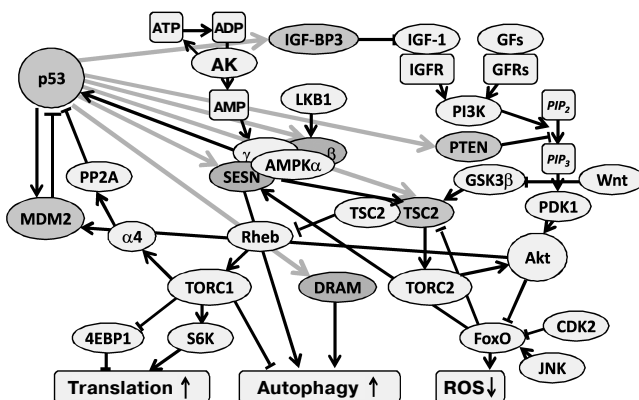 ATP
ADP
IGF-BP3
IGF-1
GFs
p53
AK
IGFR
GFRs
AMP
LKB1
PI3K
PIP2
γ
β
PTEN
AMPKα
PIP3
PP2A
SESN
GSK3β
Wnt
MDM2
TSC2
TSC2
PDK1
α4
Rheb
Akt
TORC1
DRAM
TORC2
4EBP1
S6K
FoxO
CDK2
JNK
Translation ↑
Autophagy ↑
ROS↓